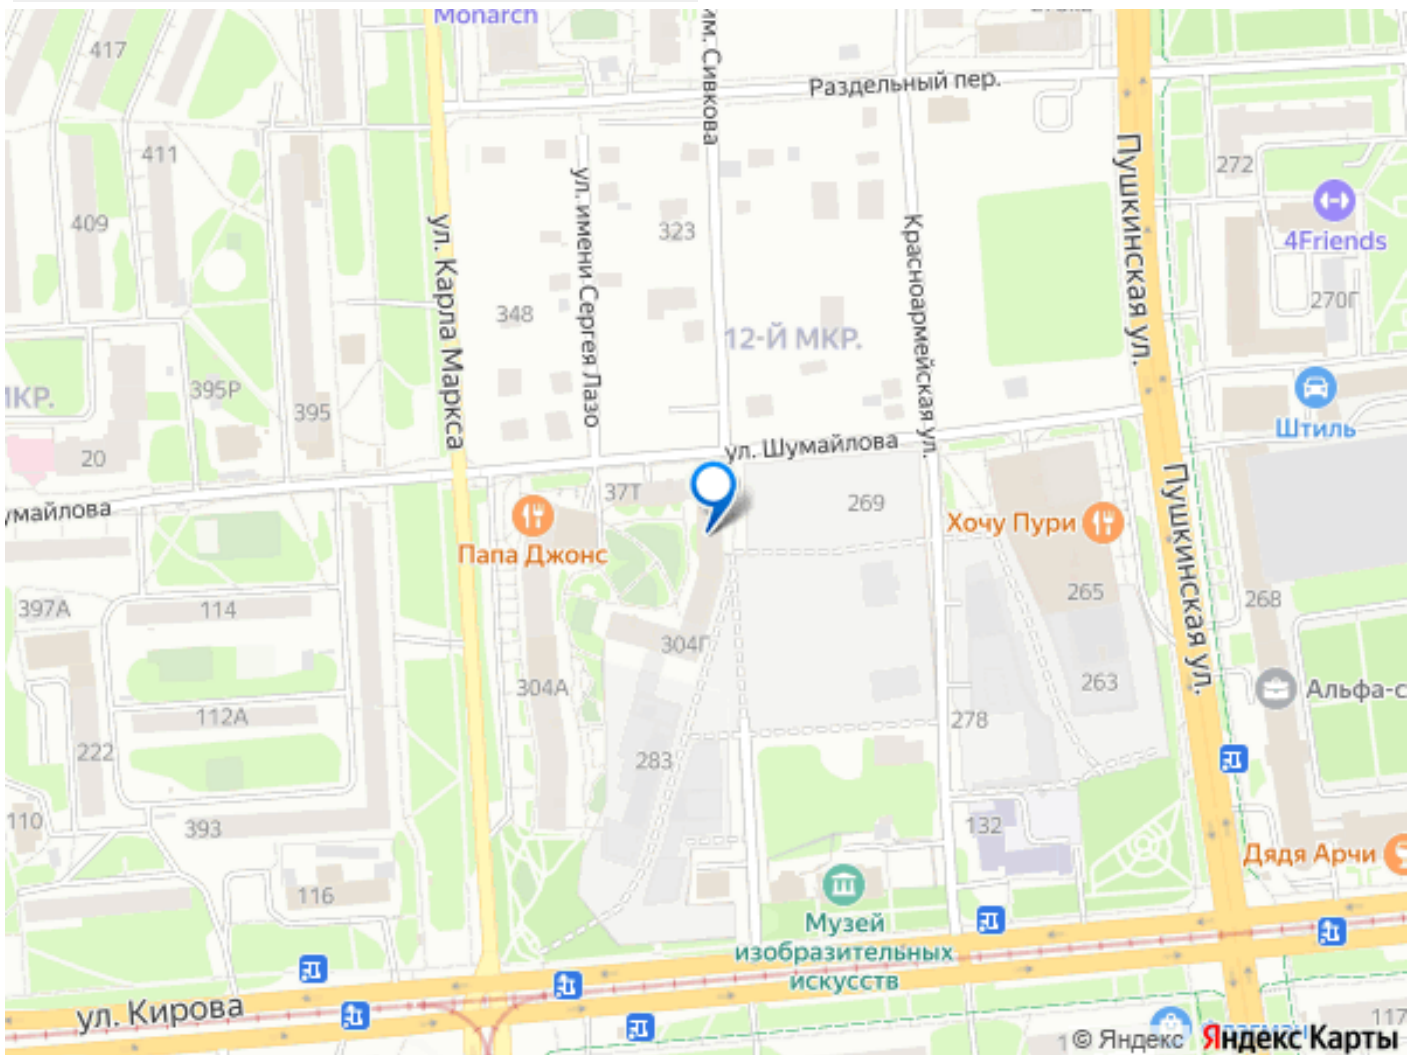 Monarch
417
им. Сивкова
Раздельный пер.
411
409
ул. Карла Маркса
ул. имени Сергея Лазо
323
348
12-Й МКР.
Красноармейская ул.
Пушкинская ул.
272
4Friends
270Г
Штиль
395Р
395
МКР.
20
ул. Шумайлова
умайлова
37Т
269
Папа Джонс
Хочу Пури
265
Пушкинская ул.
268
397А
114
304Г
304А
263
Альфа-с
112А
222
278
283
110
393
132
Дядя Арчи
116
Музей
изобразительных
искусств
ул. Кирова
117
© Яндекс Яндекс Карты